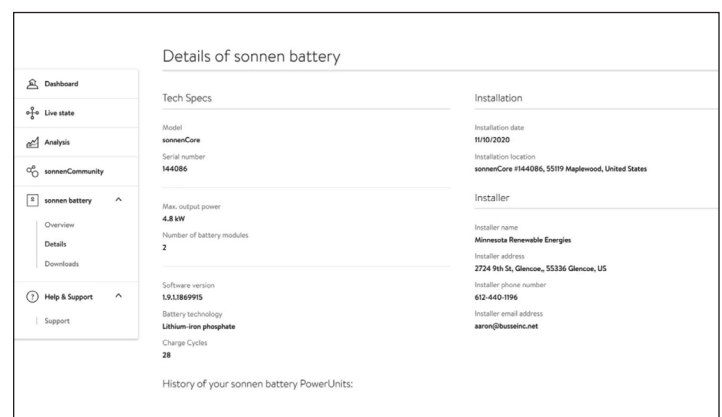 Details of sonnen battery
Dashboard
Live state
Analysis
sonnenCommunity
sonnen battery
Overview
Details
Downloads
Help & Support
Support
Tech Specs
Model
sonnenCore
Serial number
144086
Max. output power
4.8 kW
Number of battery modules
2
Software version
1.9.1.1869915
Battery technology
Lithium-iron phosphate
Charge Cycles
28
History of your sonnen battery PowerUnits:
Installation
Installation date
11/10/2020
Installation location
sonnenCore #144086, 55119 Maplewood, United States
Installer
Installer name
Minnesota Renewable Energies
Installer address
2724 9th St, Glencoe,, 55336 Glencoe, US
Installer phone number
612-440-1196
Installer email address
aaron@busseinc.net